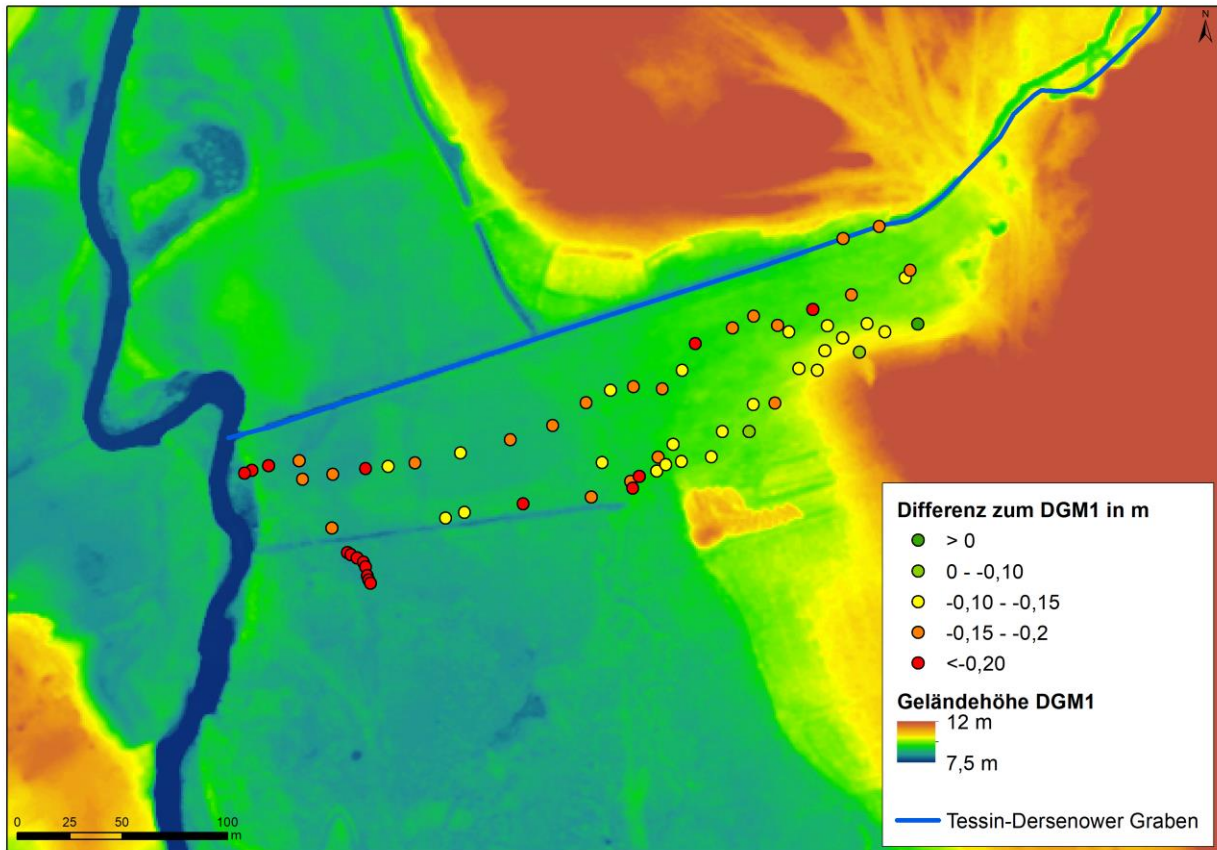 N
Differenz zum DGM1 in m
> 0
0 - -0,10
-0,10 - -0,15
-0,15 - -0,2
<-0,20
Geländehöhe DGM1
12 m
7,5 m
Tessin-Dersenower Graben
0 25 50 100
m